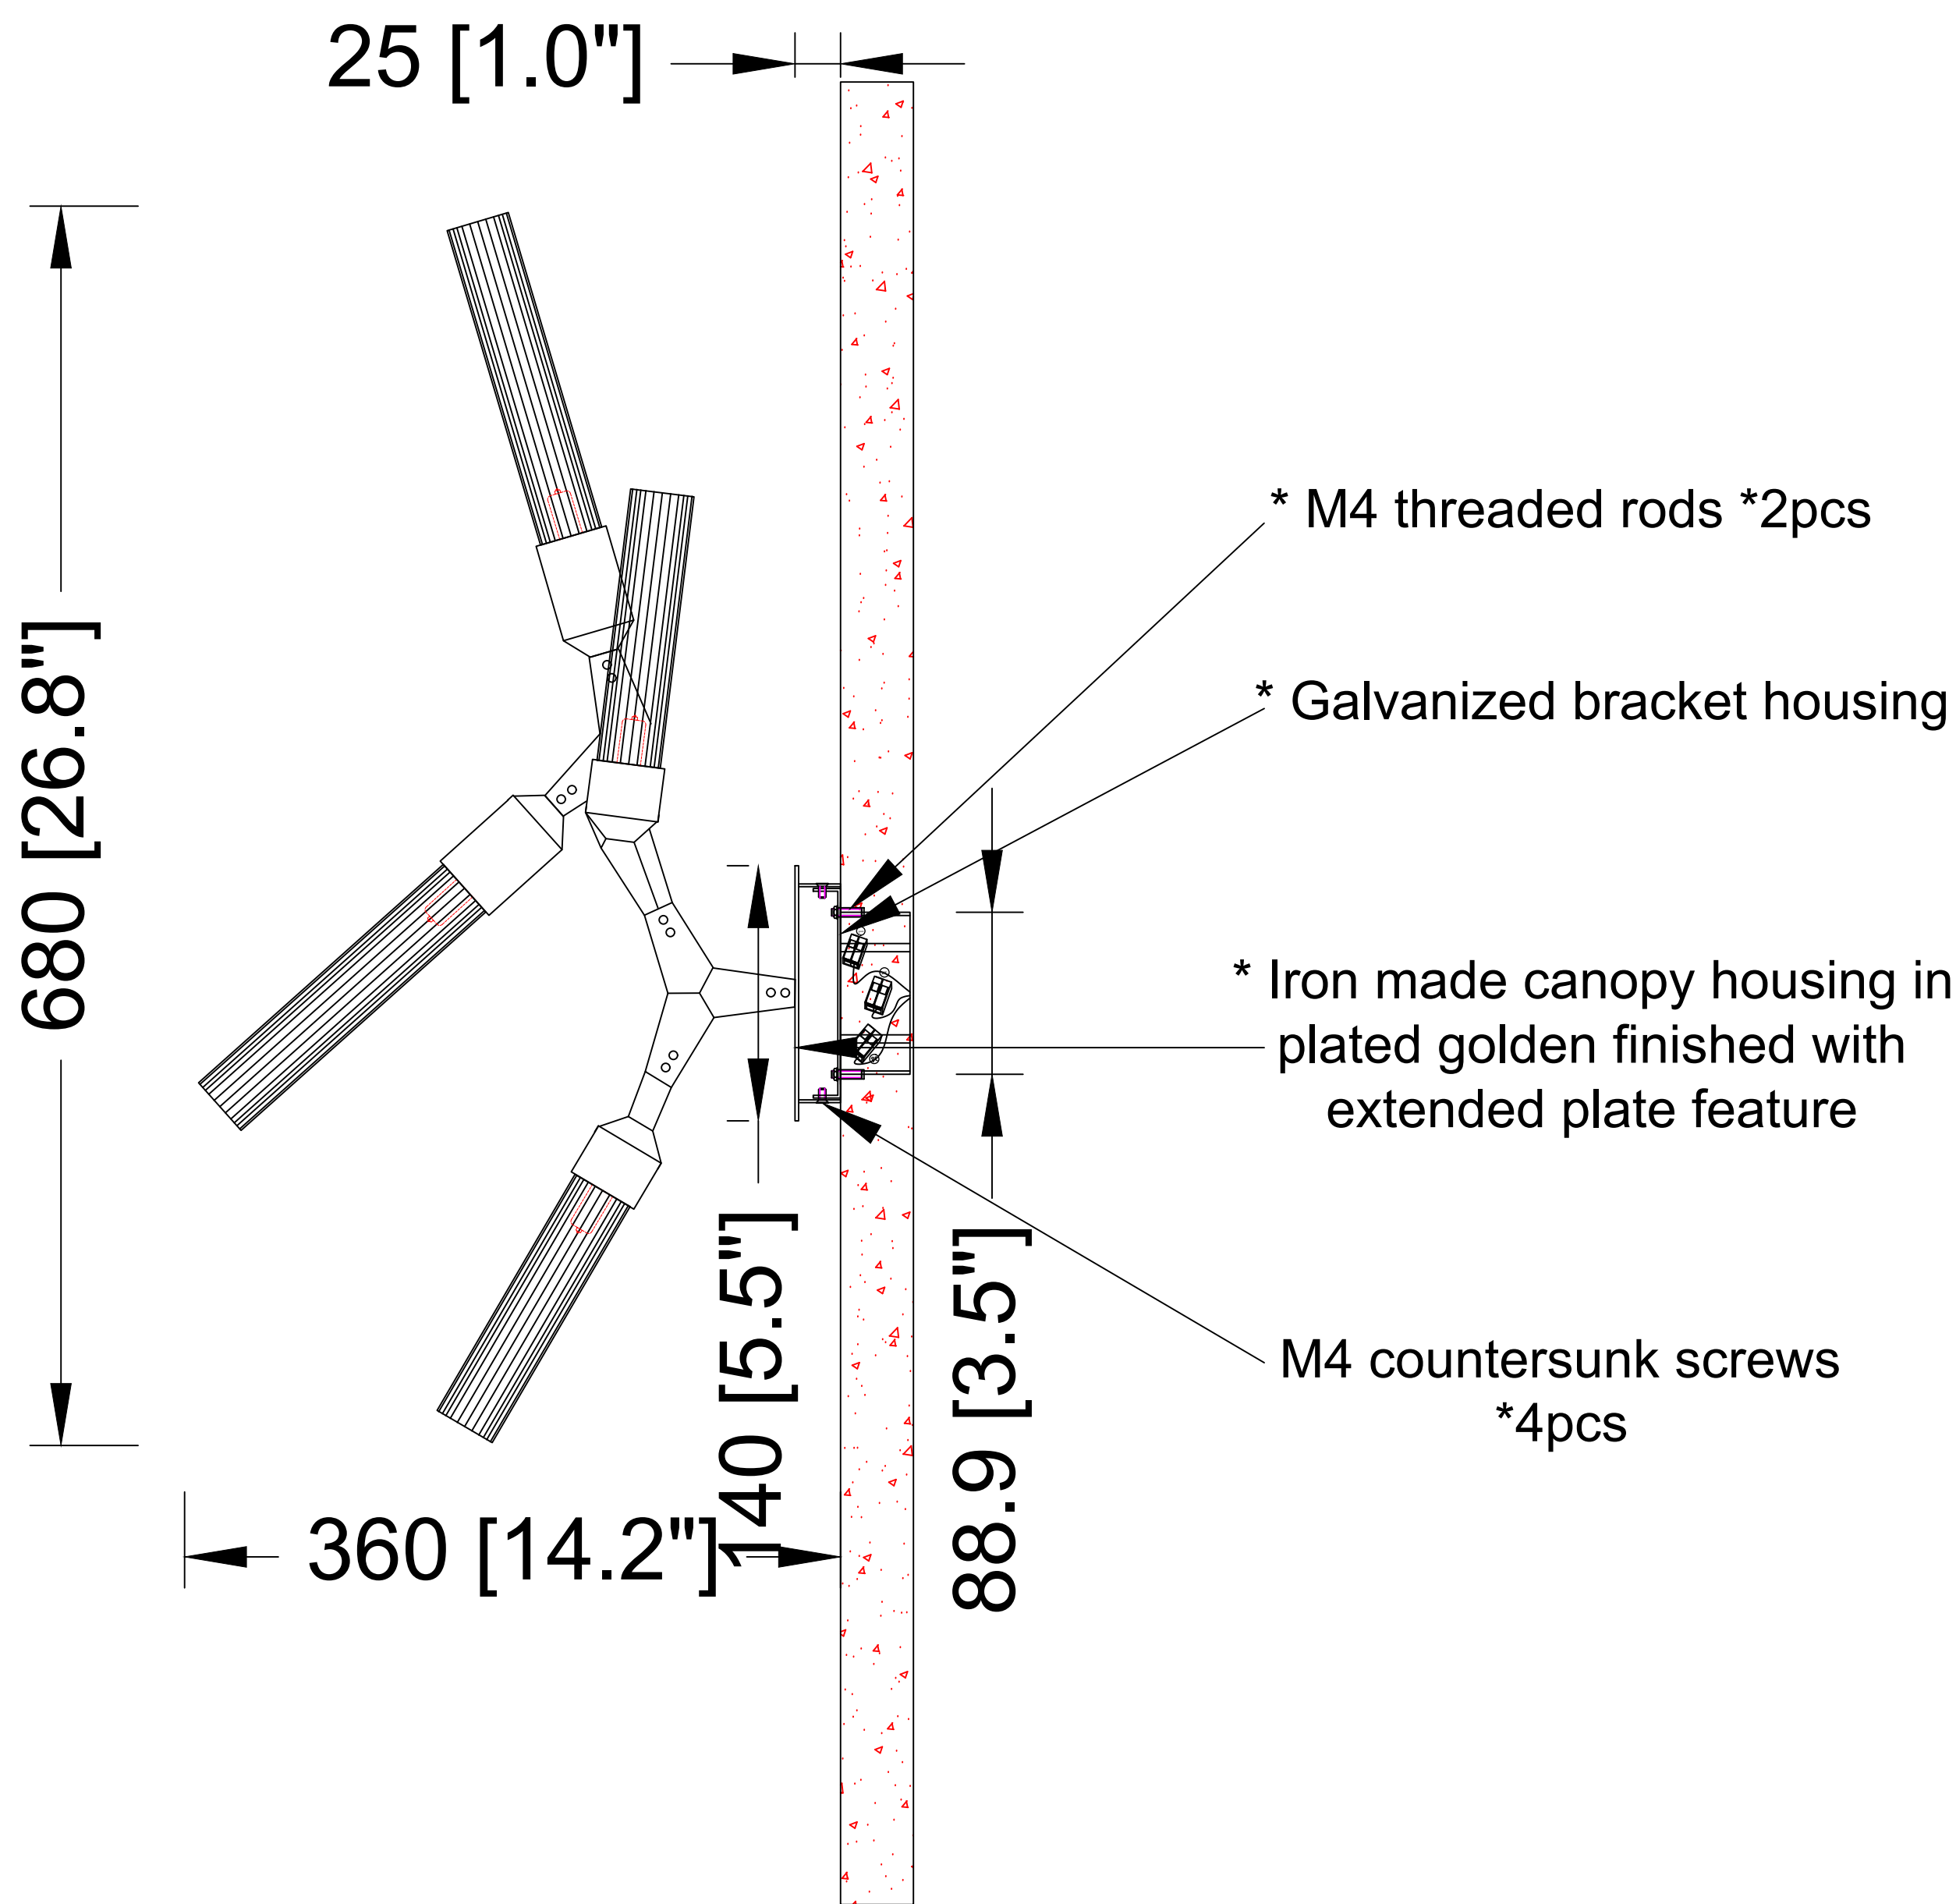 25 [1.0"]
* M4 threaded rods *2pcs
* Galvanized bracket housing
680 [26.8"]
* Iron made canopy housing in
plated golden finished with
extended plate feature
140 [5.5"]
88.9 [3.5"]
M4 countersunk screws
*4pcs
360 [14.2"]